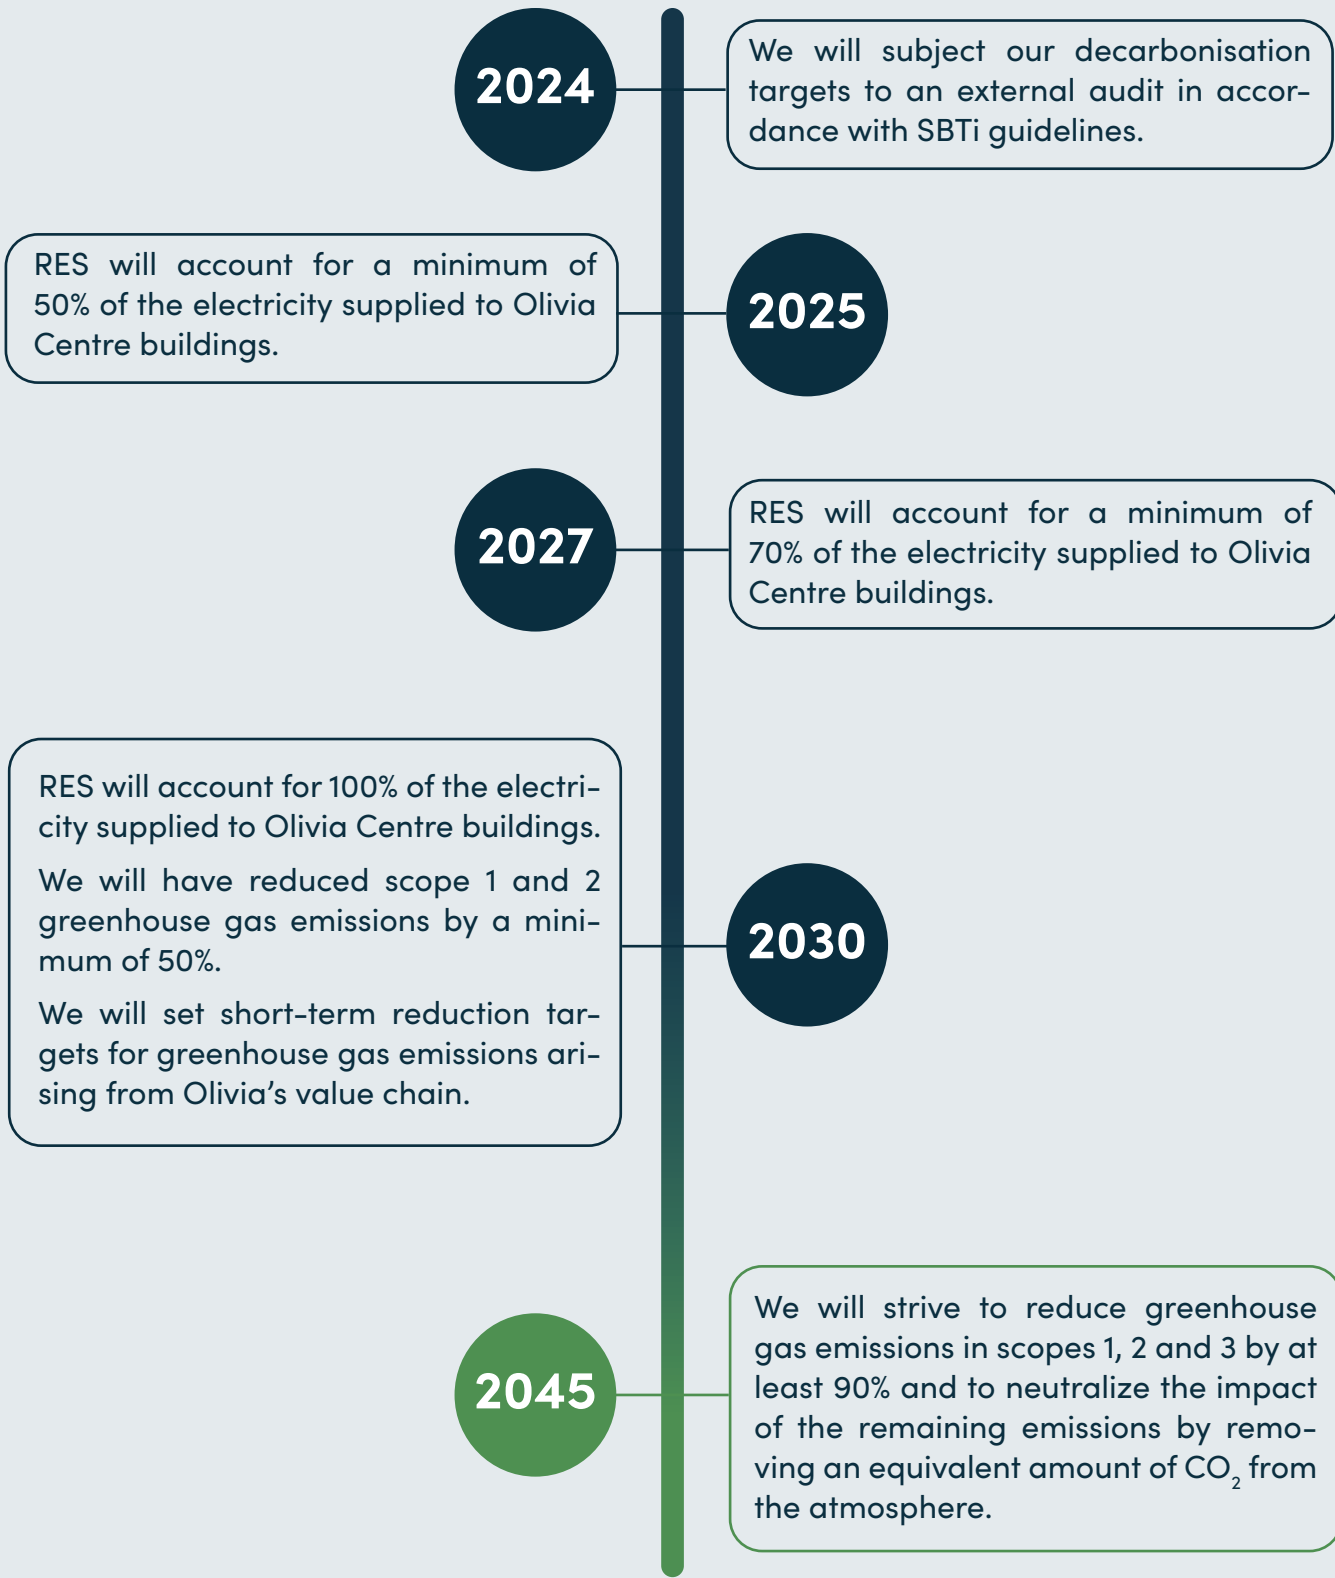 2024
We will subject our decarbonisation
targets to an external audit in accor-
dance with SBTi guidelines.
RES will account for a minimum of
50% of the electricity supplied to Olivia
Centre buildings.
2025
2027
RES will account for a minimum of
70% of the electricity supplied to Olivia
Centre buildings.
RES will account for 100% of the electri-
city supplied to Olivia Centre buildings.
We will have reduced scope 1 and 2
greenhouse gas emissions by a mini-
mum of 50%.
We will set short-term reduction tar-
gets for greenhouse gas emissions ari-
sing from Olivia’s value chain.
2030
2045
We will strive to reduce greenhouse
gas emissions in scopes 1, 2 and 3 by at
least 90% and to neutralize the impact
of the remaining emissions by remo-
ving an equivalent amount of CO₂ from
the atmosphere.